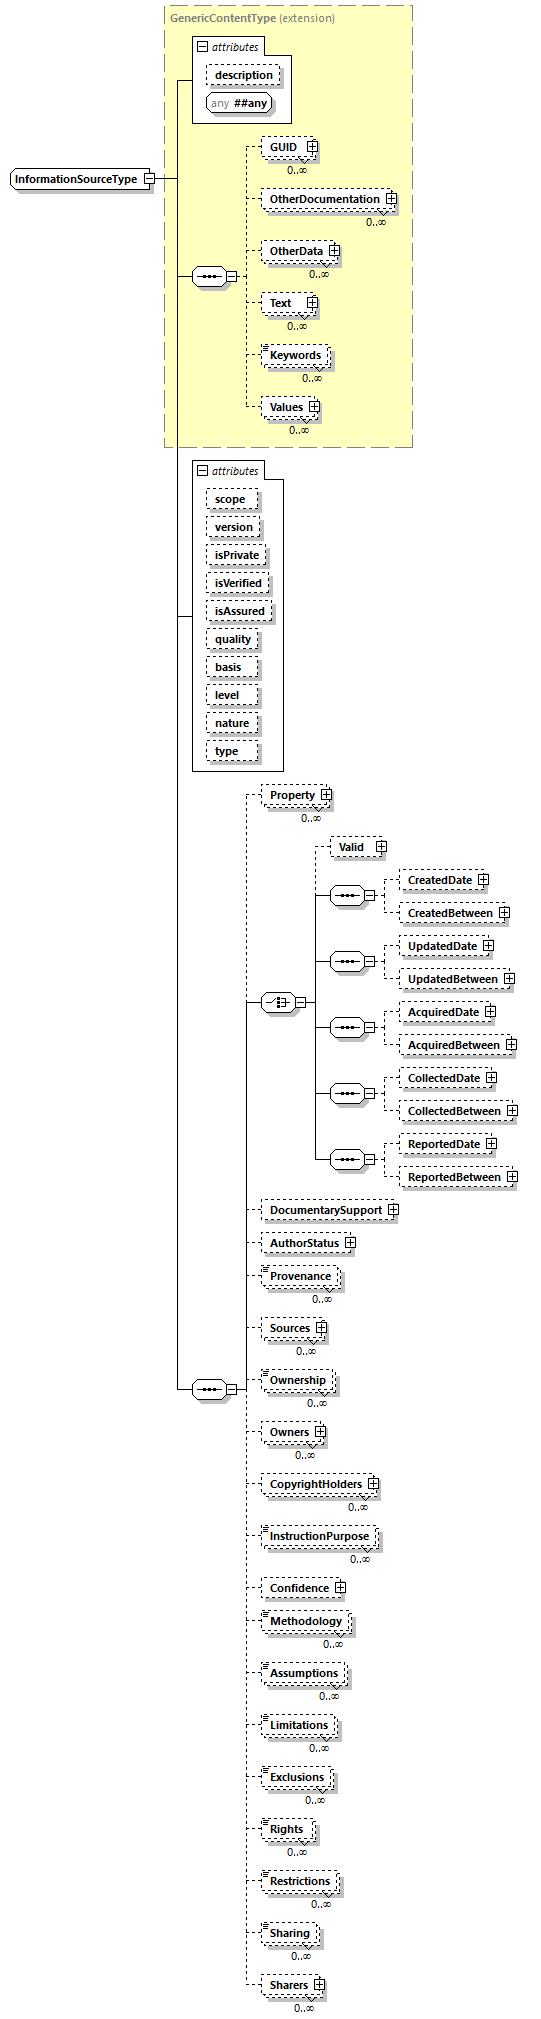 GenericContentType (extension)
attributes
description
any ##any
InformationSourceType
GUID
0..∞
OtherDocumentation
0..∞
OtherData
0..∞
Text
0..∞
Keywords
0..∞
Values
0..∞
attributes
scope
version
isPrivate
isVerified
isAssured
quality
basis
level
nature
type
Property
0..∞
Valid
CreatedDate
CreatedBetween
UpdatedDate
UpdatedBetween
AcquiredDate
AcquiredBetween
CollectedDate
CollectedBetween
ReportedDate
ReportedBetween
DocumentarySupport
AuthorStatus
Provenance
0..∞
Sources
0..∞
Ownership
0..∞
Owners
0..∞
CopyrightHolders
0..∞
InstructionPurpose
0..∞
Confidence
Methodology
0..∞
Assumptions
0..∞
Limitations
0..∞
Exclusions
0..∞
Rights
0..∞
Restrictions
0..∞
Sharing
0..∞
Sharers
0..∞